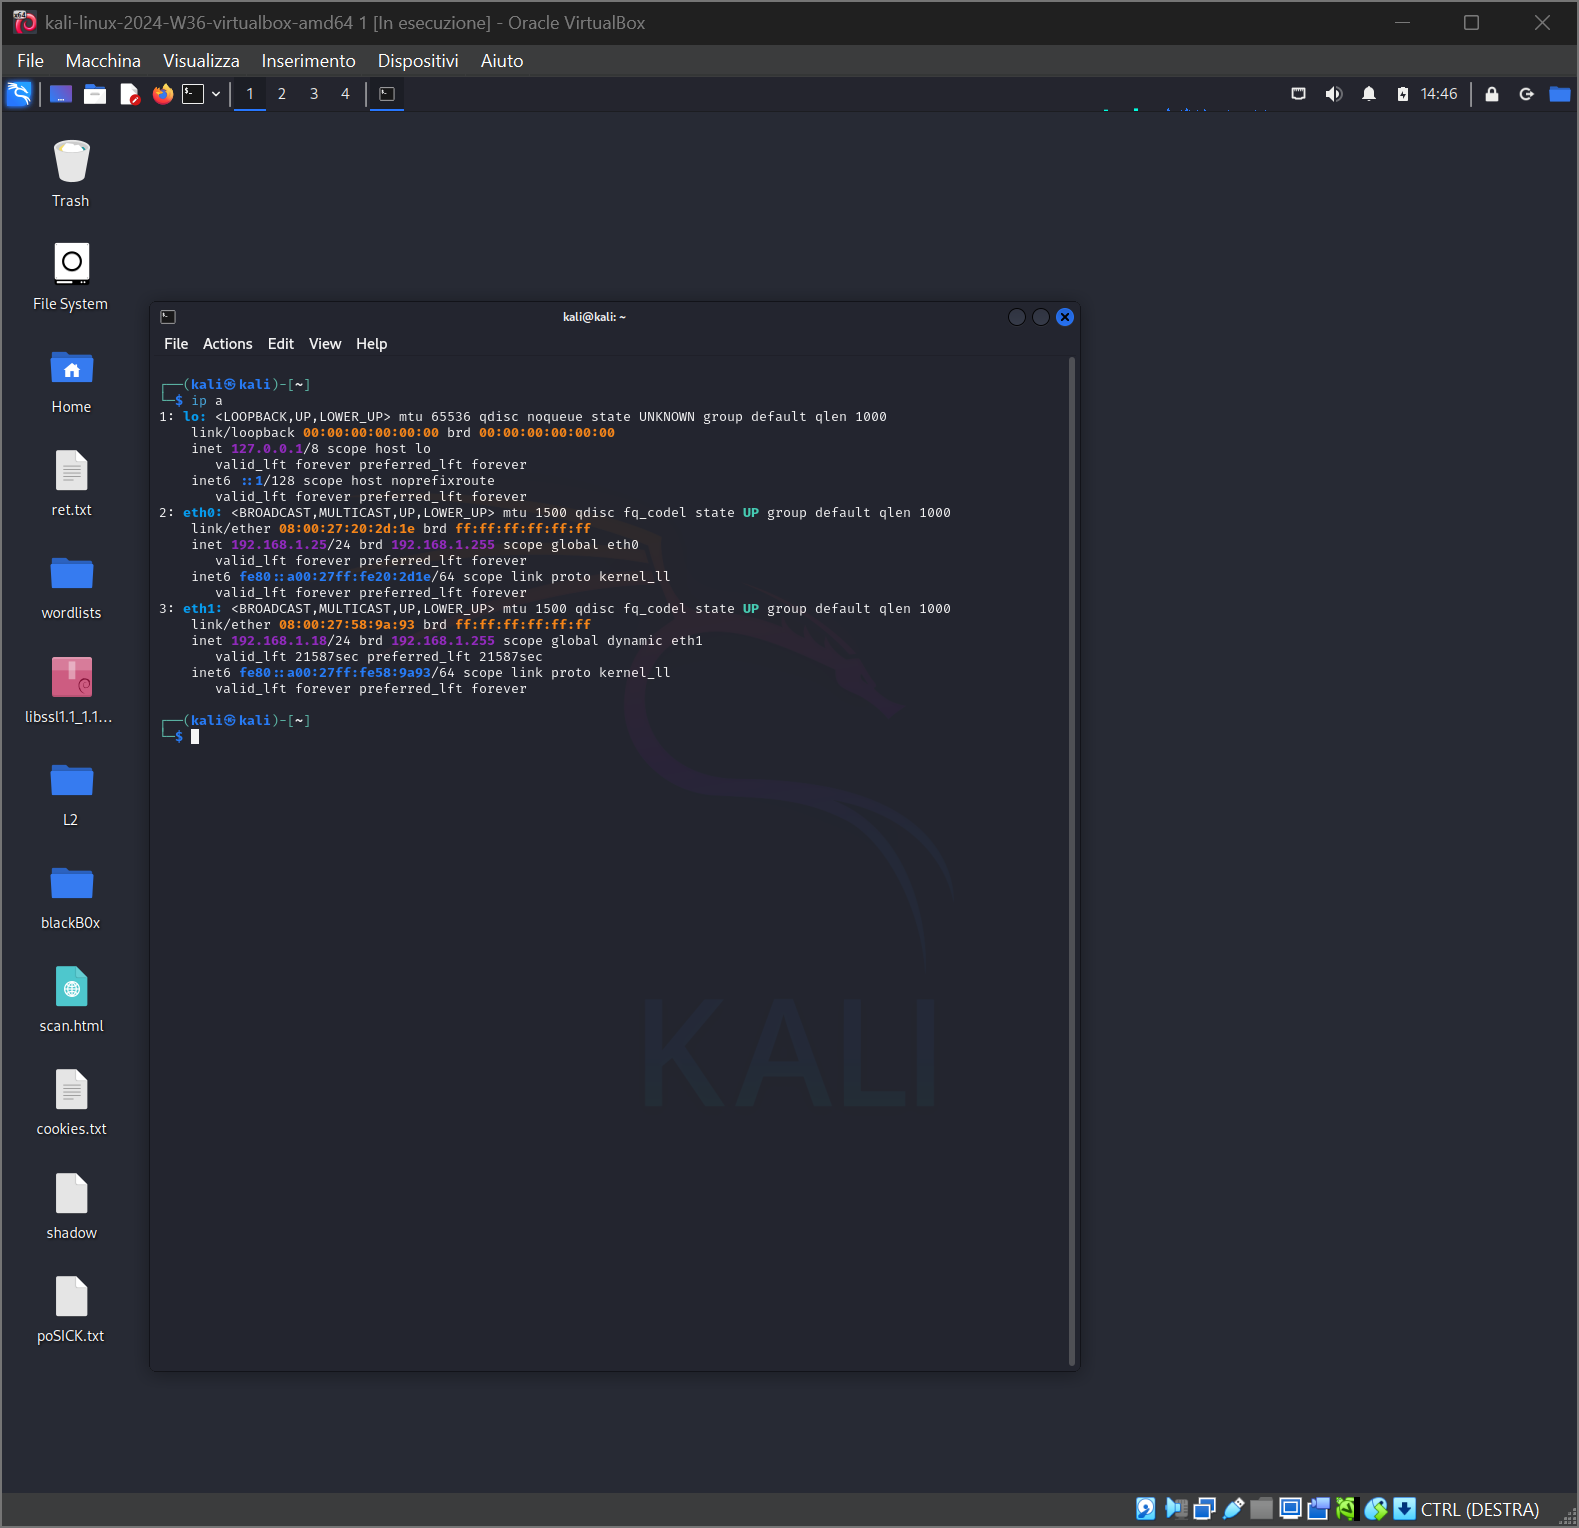 kali-linux-2024-W36-virtualbox-amd64 1 [In esecuzione] - Oracle VirtualBox
File Macchina Visualizza Inserimento Dispositivi Aiuto
1 2 3 4 14:46
Trash
File System
Home
ret.txt
wordlists
libssl1.1_1.1...
L2
blackB0x
scan.html
cookies.txt
shadow
poSICK.txt
kali@kali: ~
File Actions Edit View Help
┌──(kali㉿kali)-[~]
└─$ ip a
1: lo: <LOOPBACK,UP,LOWER_UP> mtu 65536 qdisc noqueue state UNKNOWN group default qlen 1000
link/loopback 00:00:00:00:00:00 brd 00:00:00:00:00:00
inet 127.0.0.1/8 scope host lo
valid_lft forever preferred_lft forever
inet6 ::1/128 scope host noprefixroute
valid_lft forever preferred_lft forever
2: eth0: <BROADCAST,MULTICAST,UP,LOWER_UP> mtu 1500 qdisc fq_codel state UP group default qlen 1000
link/ether 08:00:27:20:2d:1e brd ff:ff:ff:ff:ff:ff
inet 192.168.1.25/24 brd 192.168.1.255 scope global eth0
valid_lft forever preferred_lft forever
inet6 fe80::a00:27ff:fe20:2d1e/64 scope link proto kernel_ll
valid_lft forever preferred_lft forever
3: eth1: <BROADCAST,MULTICAST,UP,LOWER_UP> mtu 1500 qdisc fq_codel state UP group default qlen 1000
link/ether 08:00:27:58:9a:93 brd ff:ff:ff:ff:ff:ff
inet 192.168.1.18/24 brd 192.168.1.255 scope global dynamic eth1
valid_lft 21587sec preferred_lft 21587sec
inet6 fe80::a00:27ff:fe58:9a93/64 scope link proto kernel_ll
valid_lft forever preferred_lft forever
┌──(kali㉿kali)-[~]
└─$
KALI
CTRL (DESTRA)